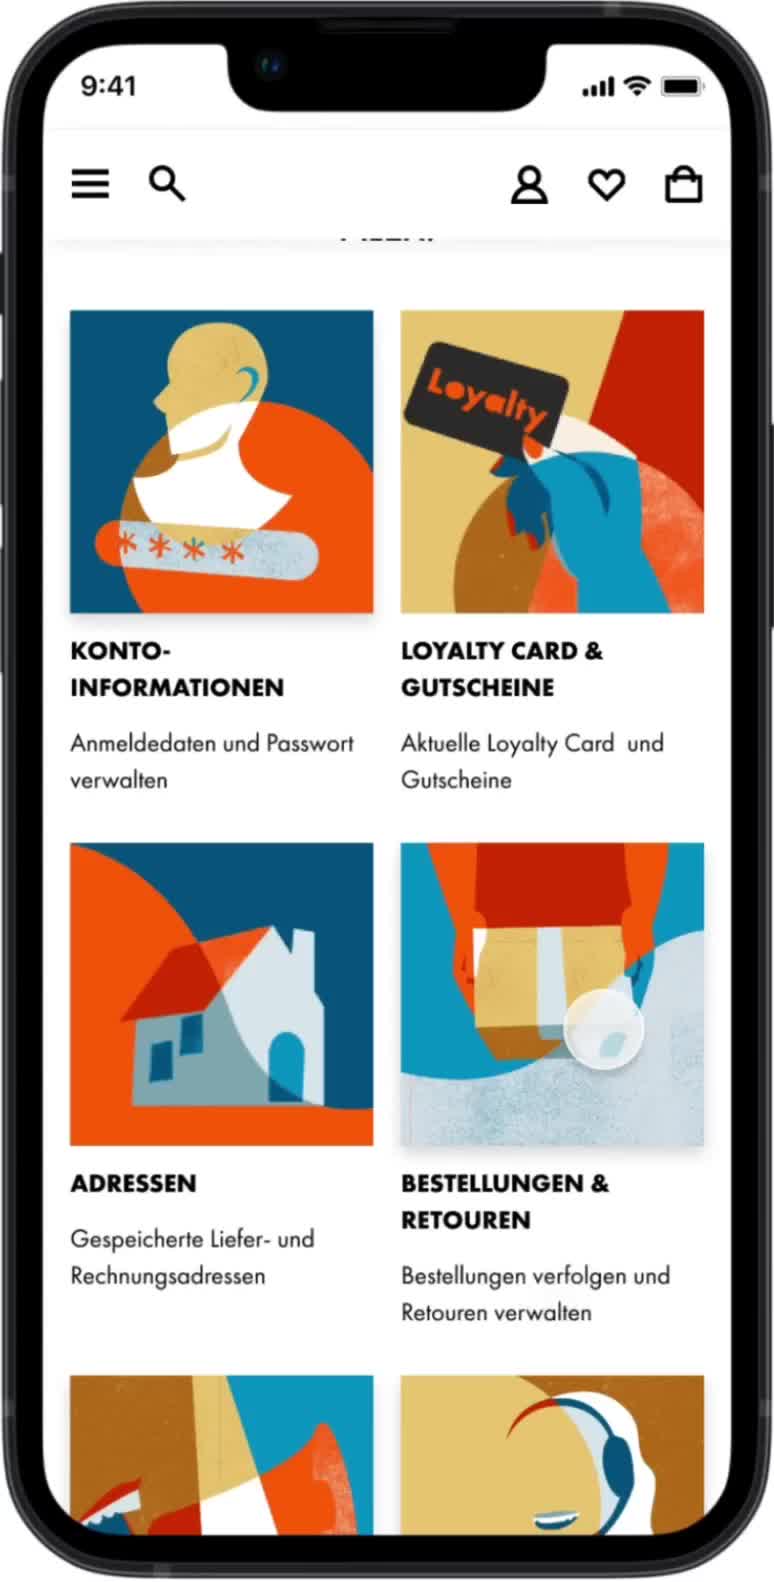 9:41
Loyalty
****
KONTO-
INFORMATIONEN
LOYALTY CARD &
GUTSCHEINE
Anmeldedaten und Passwort
verwalten
Aktuelle Loyalty Card und
Gutscheine
ADRESSEN
BESTELLUNGEN &
RETOUREN
Gespeicherte Liefer- und
Rechnungsadressen
Bestellungen verfolgen und
Retouren verwalten